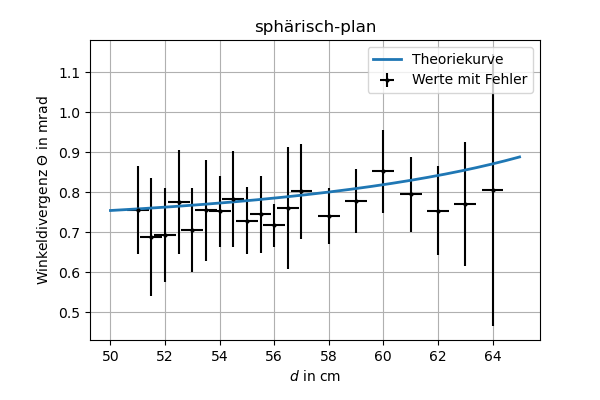 sphärisch-plan
Theoriekurve
Werte mit Fehler
Winkeldivergenz Θ in mrad
1.1
1.0
0.9
0.8
0.7
0.6
0.5
50 52 54 56 58 60 62 64
d in cm